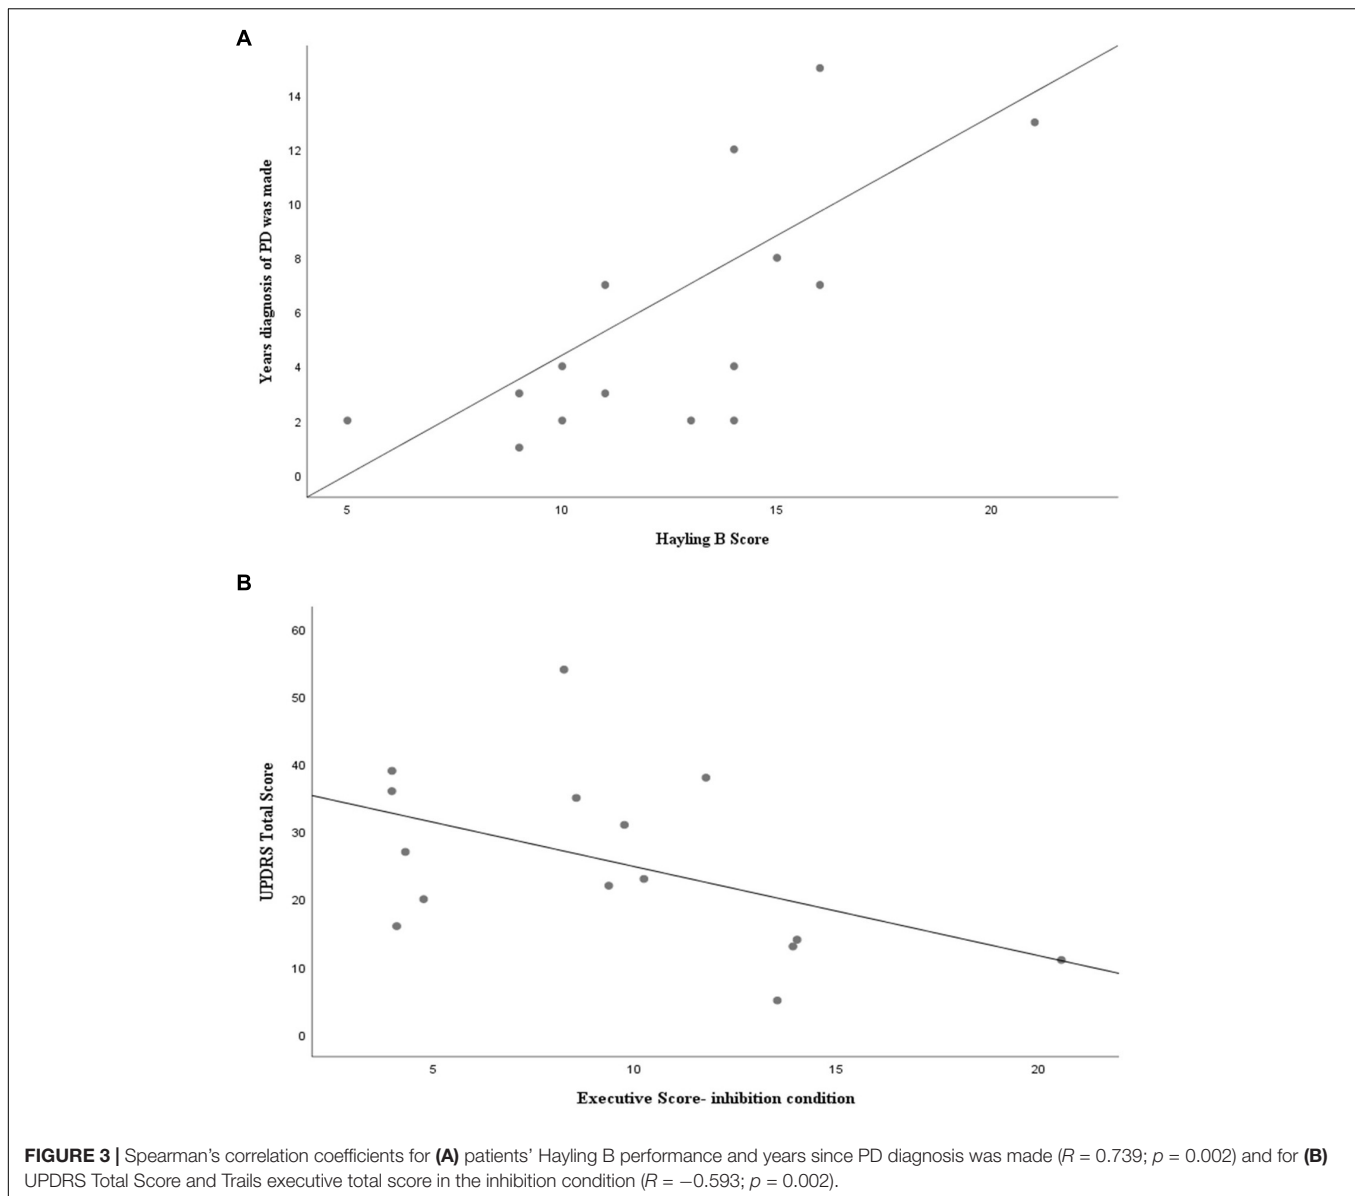 A
14
12
10
8
6
4
2
0
Years diagnosis of PD was made
5 10 15 20
Hayling B Score
B
60
50
40
30
20
10
0
UPDRS Total Score
5 10 15 20
Executive Score- inhibition condition
FIGURE 3 | Spearman's correlation coefficients for (A) patients' Hayling B performance and years since PD diagnosis was made (R = 0.739; p = 0.002) and for (B)
UPDRS Total Score and Trails executive total score in the inhibition condition (R = −0.593; p = 0.002).